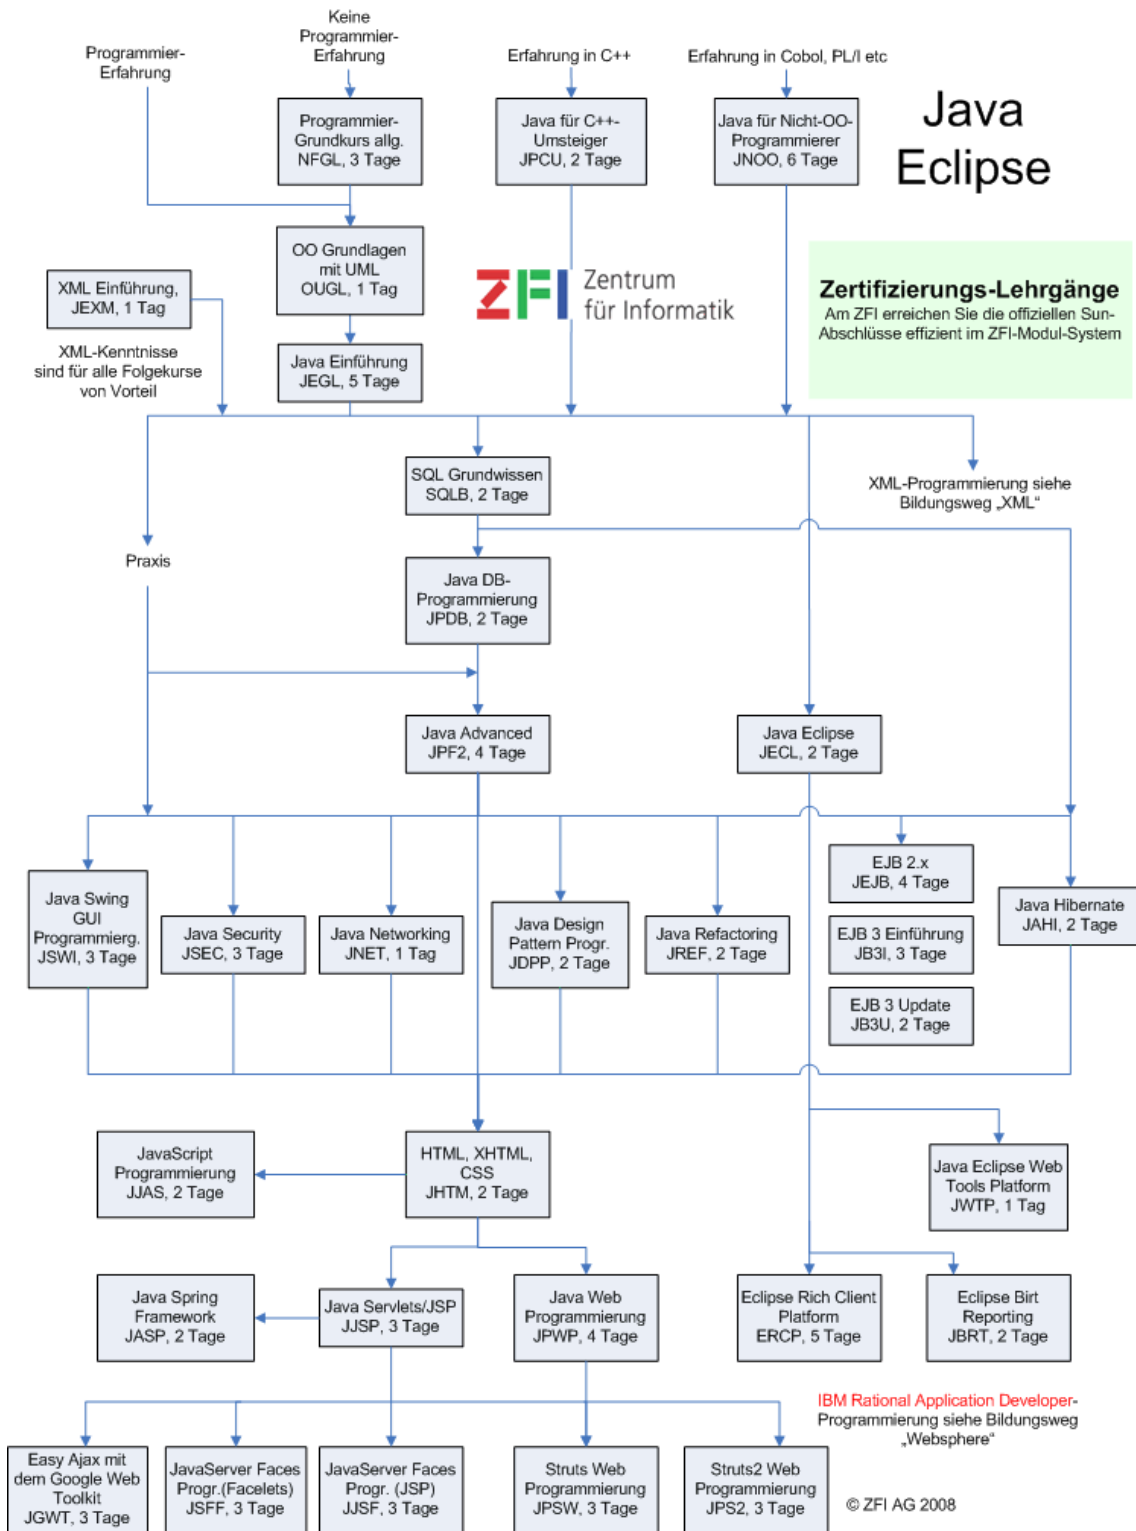 Programmier-
Erfahrung
Keine
Programmier-
Erfahrung
Erfahrung in C++
Erfahrung in Cobol, PL/I etc
Java
Eclipse
Programmier-
Grundkurs allg.
NFGL, 3 Tage
Java für C++-
Umsteiger
JPCU, 2 Tage
Java für Nicht-OO-
Programmierer
JNOO, 6 Tage
OO Grundlagen
mit UML
OUGL, 1 Tag
XML Einführung,
JEXM, 1 Tag
ZFI
Zentrum
für Informatik
Zertifizierungs-Lehrgänge
Am ZFI erreichen Sie die offiziellen Sun-
Abschlüsse effizient im ZFI-Modul-System
XML-Kenntnisse
sind für alle Folgekurse
von Vorteil
Java Einführung
JEGL, 5 Tage
SQL Grundwissen
SQLB, 2 Tage
XML-Programmierung siehe
Bildungsweg „XML“
Praxis
Java DB-
Programmierung
JPDB, 2 Tage
Java Advanced
JPF2, 4 Tage
Java Eclipse
JECL, 2 Tage
Java Swing
GUI
Programmierg.
JSWI, 3 Tage
Java Security
JSEC, 3 Tage
Java Networking
JNET, 1 Tag
Java Design
Pattern Progr.
JDPP, 2 Tage
Java Refactoring
JREF, 2 Tage
EJB 2.x
JEJB, 4 Tage
EJB 3 Einführung
JB3I, 3 Tage
EJB 3 Update
JB3U, 2 Tage
Java Hibernate
JAHI, 2 Tage
JavaScript
Programmierung
JJAS, 2 Tage
HTML, XHTML,
CSS
JHTM, 2 Tage
Java Eclipse Web
Tools Platform
JWTP, 1 Tag
Java Spring
Framework
JASP, 2 Tage
Java Servlets/JSP
JJSP, 3 Tage
Java Web
Programmierung
JPWP, 4 Tage
Eclipse Rich Client
Platform
ERCP, 5 Tage
Eclipse Birt
Reporting
JBRT, 2 Tage
IBM Rational Application Developer-
Programmierung siehe Bildungsweg
„Websphere“
Easy Ajax mit
dem Google Web
Toolkit
JGWT, 3 Tage
JavaServer Faces
Progr.(Facelets)
JSFF, 3 Tage
JavaServer Faces
Progr. (JSP)
JJSF, 3 Tage
Struts Web
Programmierung
JPSW, 3 Tage
Struts2 Web
Programmierung
JPS2, 3 Tage
© ZFI AG 2008